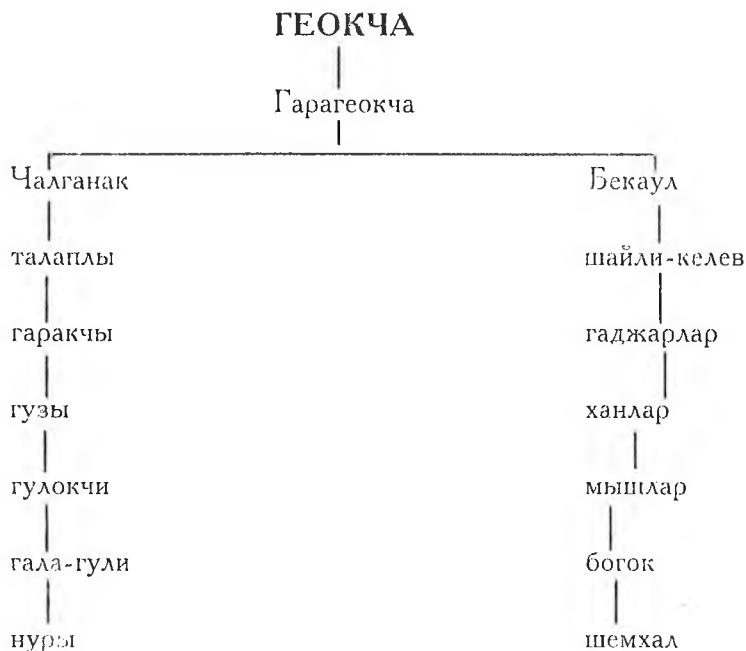 ГЕОКЧА
Гарагеокча
Чалганак Бекаул
талаплы шайли-келев
гаракчы гаджарлар
гузы ханлар
гулокчи мышлар
гала-гули богок
нуры шемхал